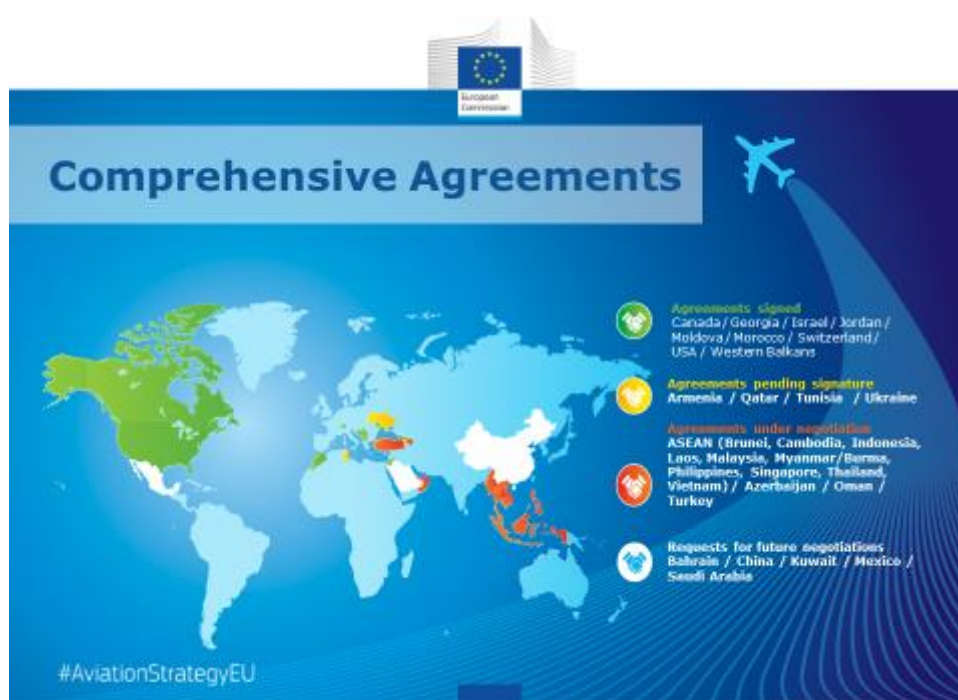 European
Commission
Comprehensive Agreements
Agreements signed
Canada / Georgia / Israel / Jordan /
Moldova / Morocco / Switzerland /
USA / Western Balkans
Agreements pending signature
Armenia / Qatar / Tunisia / Ukraine
Agreements under negotiation
ASEAN (Brunei, Cambodia, Indonesia,
Laos, Malaysia, Myanmar/Burma,
Philippines, Singapore, Thailand,
Vietnam) / Azerbaijan / Oman /
Turkey
Requests for future negotiations
Bahrain / China / Kuwait / Mexico /
Saudi Arabia
#AviationStrategyEU